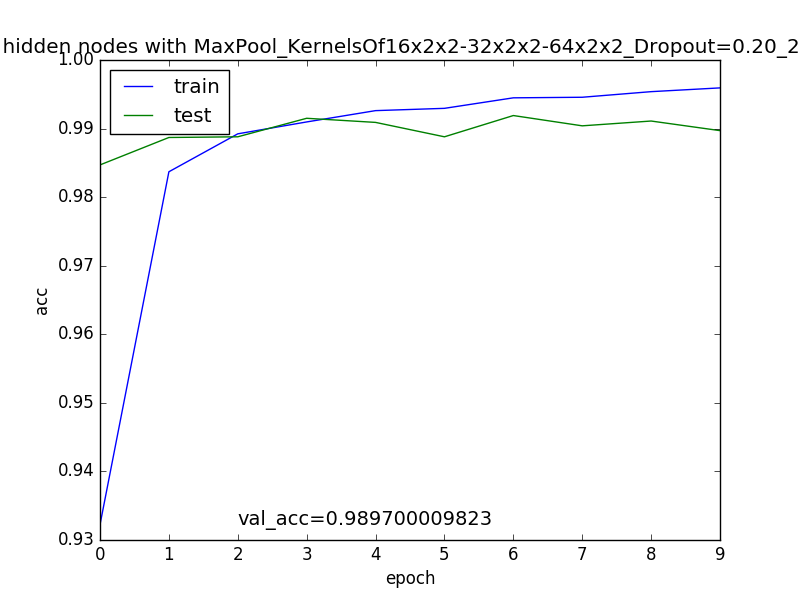 hidden nodes with MaxPool_KernelsOf16x2x2-32x2x2-64x2x2_Dropout=0.20_2
1.00
train
test
0.99
0.98
0.97
acc
0.96
0.95
0.94
val_acc=0.989700009823
0.93
0 1 2 3 4 5 6 7 8 9
epoch